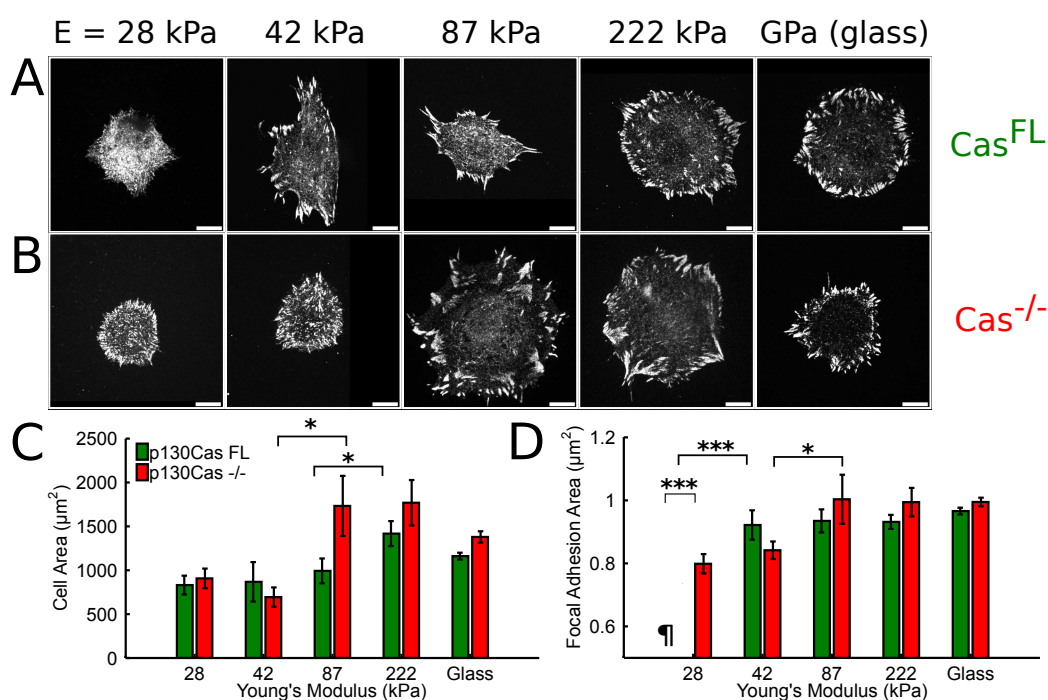 E = 28 kPa 42 kPa 87 kPa 222 kPa GPa (glass)
A
Cas^FL
B
Cas^-/-
C
2500
2000
1500
1000
500
0
Cell Area (μm²)
p130Cas FL
p130Cas -/-
*
*
28 42 87 222 Glass
Young's Modulus (kPa)
D
1.2
1
0.8
0.6
Focal Adhesion Area (μm²)
***
***
*
¶
28 42 87 222 Glass
Young's Modulus (kPa)